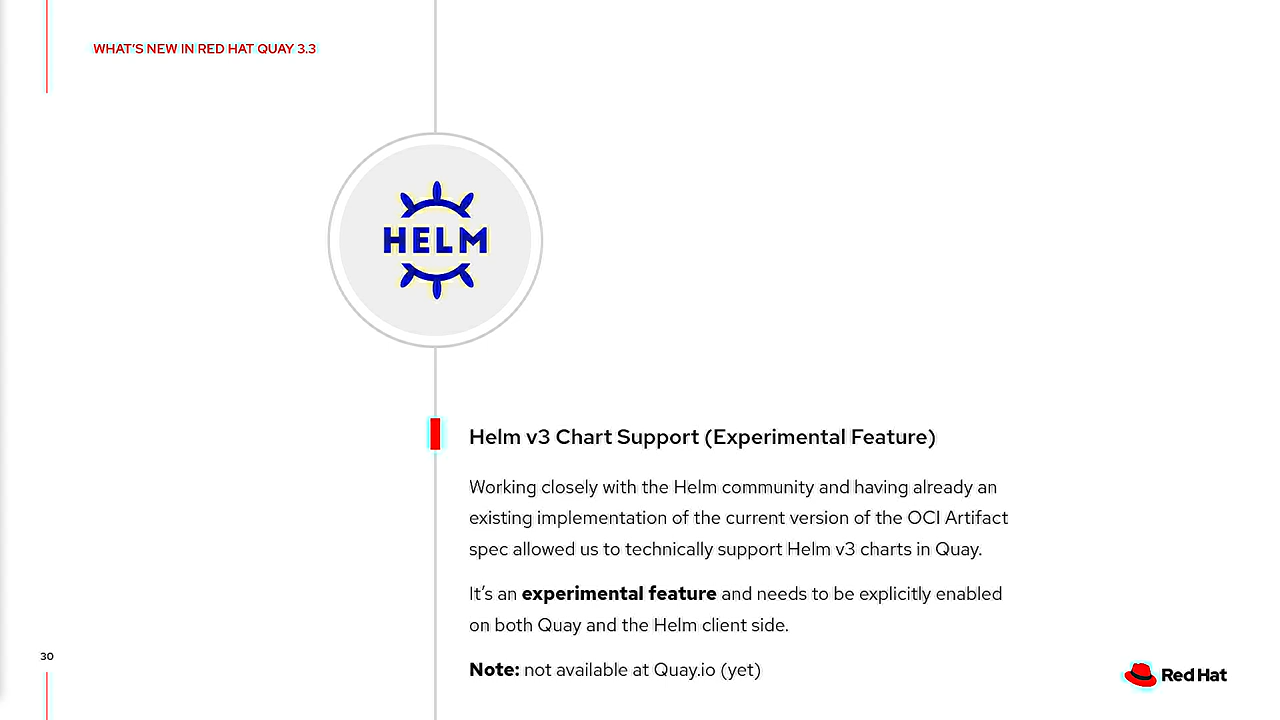 WHAT'S NEW IN RED HAT QUAY 3.3
HELM
Helm v3 Chart Support (Experimental Feature)
Working closely with the Helm community and having already an
existing implementation of the current version of the OCI Artifact
spec allowed us to technically support Helm v3 charts in Quay.
It's an experimental feature and needs to be explicitly enabled
on both Quay and the Helm client side.
Note: not available at Quay.io (yet)
30
Red Hat